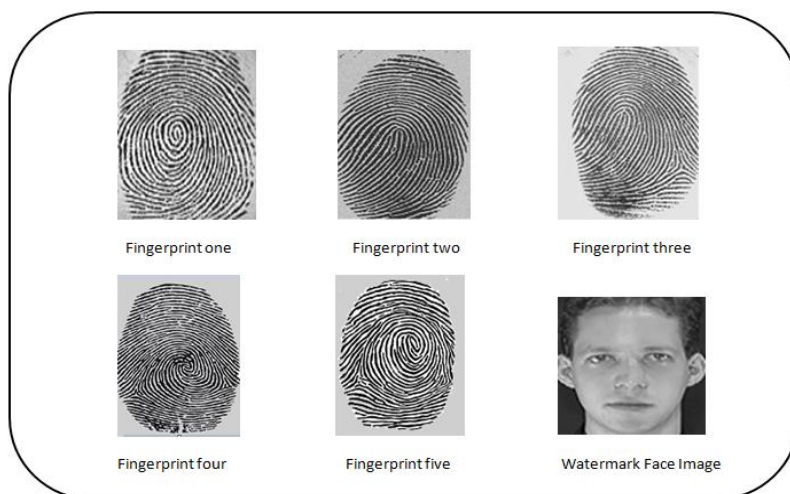 Fingerprint one
Fingerprint two
Fingerprint three
Fingerprint four
Fingerprint five
Watermark Face Image